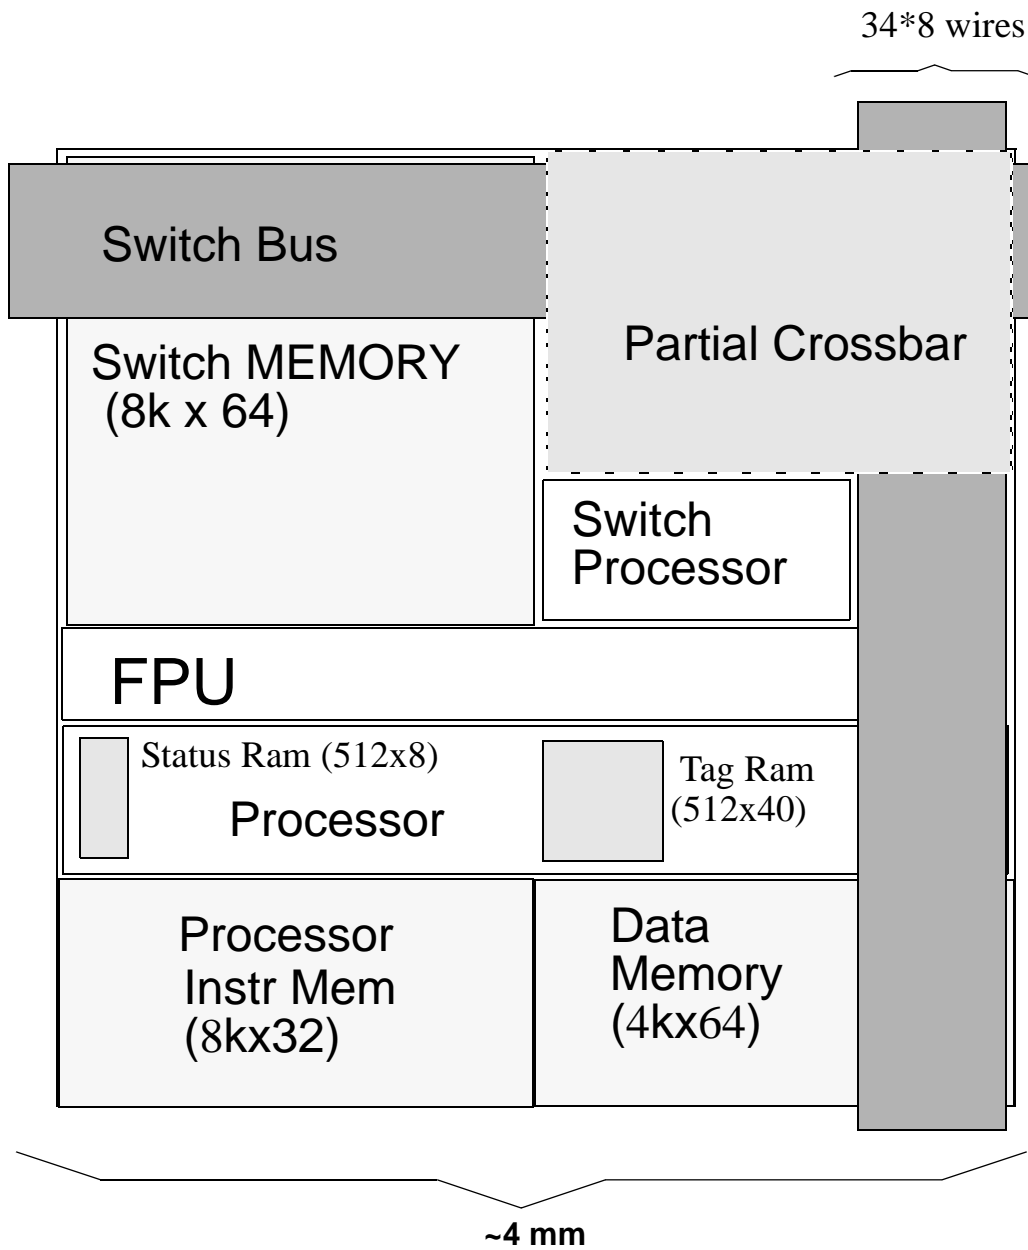 34*8 wires
Switch Bus
Partial Crossbar
Switch MEMORY
(8k x 64)
Switch
Processor
FPU
Status Ram (512x8)
Processor
Tag Ram
(512x40)
Processor
Instr Mem
(8kx32)
Data
Memory
(4kx64)
~4 mm